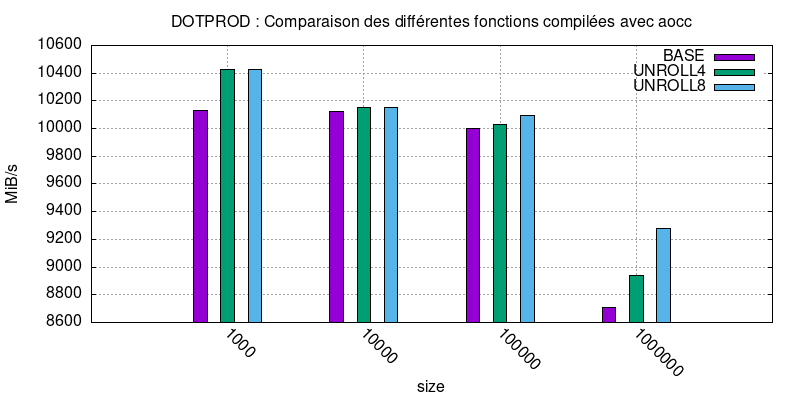 DOTPROD : Comparaison des différentes fonctions compilées avec aocc
BASE
UNROLL4
UNROLL8
MiB/s
10600
10400
10200
10000
9800
9600
9400
9200
9000
8800
8600
1000
10000
100000
1000000
size